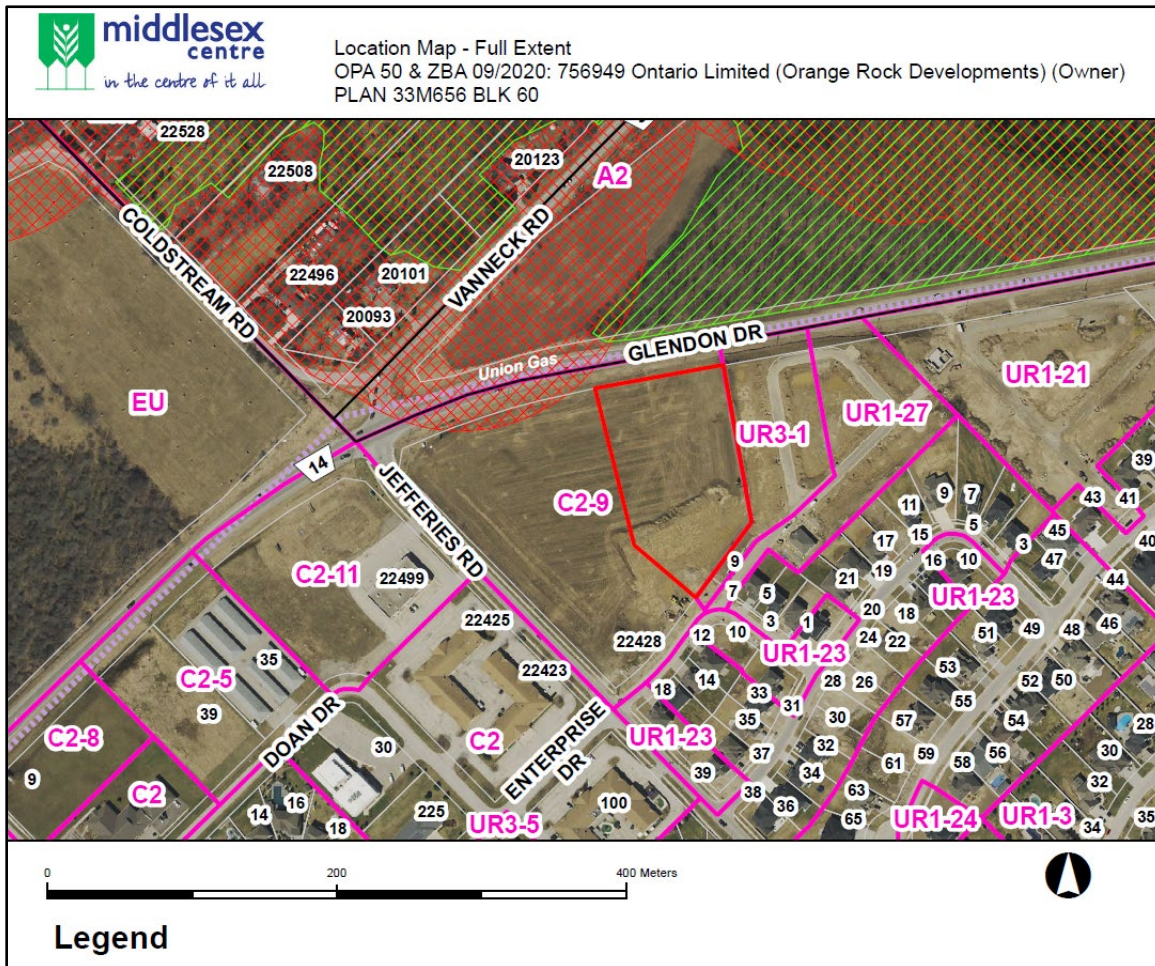 middlesex
centre
in the centre of it all
Location Map - Full Extent
OPA 50 & ZBA 09/2020: 756949 Ontario Limited (Orange Rock Developments) (Owner)
PLAN 33M656 BLK 60
22528
22508
20123
A2
COLDSTREAM RD
VANNECK RD
22496
20101
20093
GLENDON DR
Union Gas
EU
UR1-21
UR3-1
UR1-27
14
JEFFERIES RD
C2-9
39
43
41
9
7
11
5
45
40
15
3
17
16
10
47
C2-11
22499
9
7
5
21
19
UR1-23
44
22425
3
1
20
18
46
12
10
24
22
51
49
48
22428
UR1-23
C2-5
35
22423
14
28
26
53
52
50
39
18
33
31
55
DOAN DR
30
C2
ENTERPRISE
DR
UR1-23
35
30
57
54
28
C2-8
37
32
59
56
30
9
C2
39
34
61
58
32
14
16
18
225
100
38
36
63
UR3-5
65
UR1-24
UR1-3
34
35
0
200
400 Meters
Legend